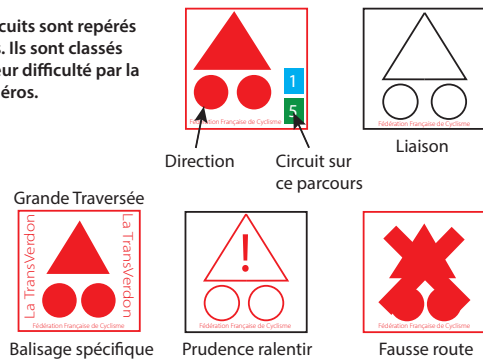 cuits sont repérés
s. Ils sont classés
ur difficulté par la
éros.
1
5
Fédération Française de Cyclisme
Direction
Circuit sur
ce parcours
Fédération Française de Cyclisme
Liaison
Grande Traversée
La TransVerdon
La TransVerdon
Fédération Française de Cyclisme
Balisage spécifique
!
Fédération Française de Cyclisme
Prudence ralentir
Fédération Française de Cyclisme
Fausse route